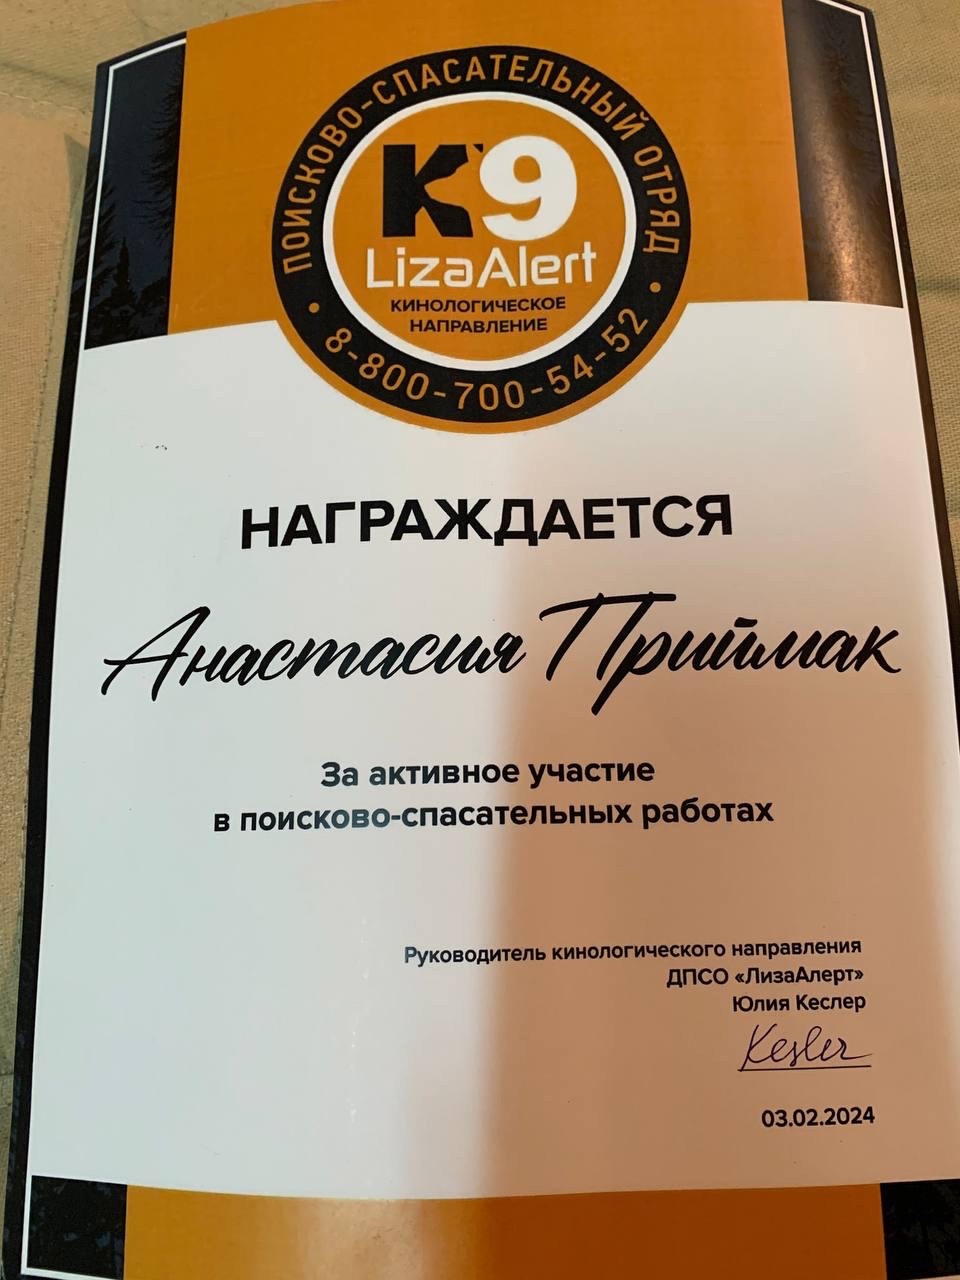 ПОИСКОВО-СПАСАТЕЛЬНЫЙ ОТРЯД
K9
LizaAlert
КИНОЛОГИЧЕСКОЕ
НАПРАВЛЕНИЕ
8-800-700-54-52
НАГРАЖДАЕТСЯ
Анастасия Приймак
За активное участие
в поисково-спасательных работах
Руководитель кинологического направления
ДПСО «ЛизаАлерт»
Юлия Кеслер
Kesler
03.02.2024